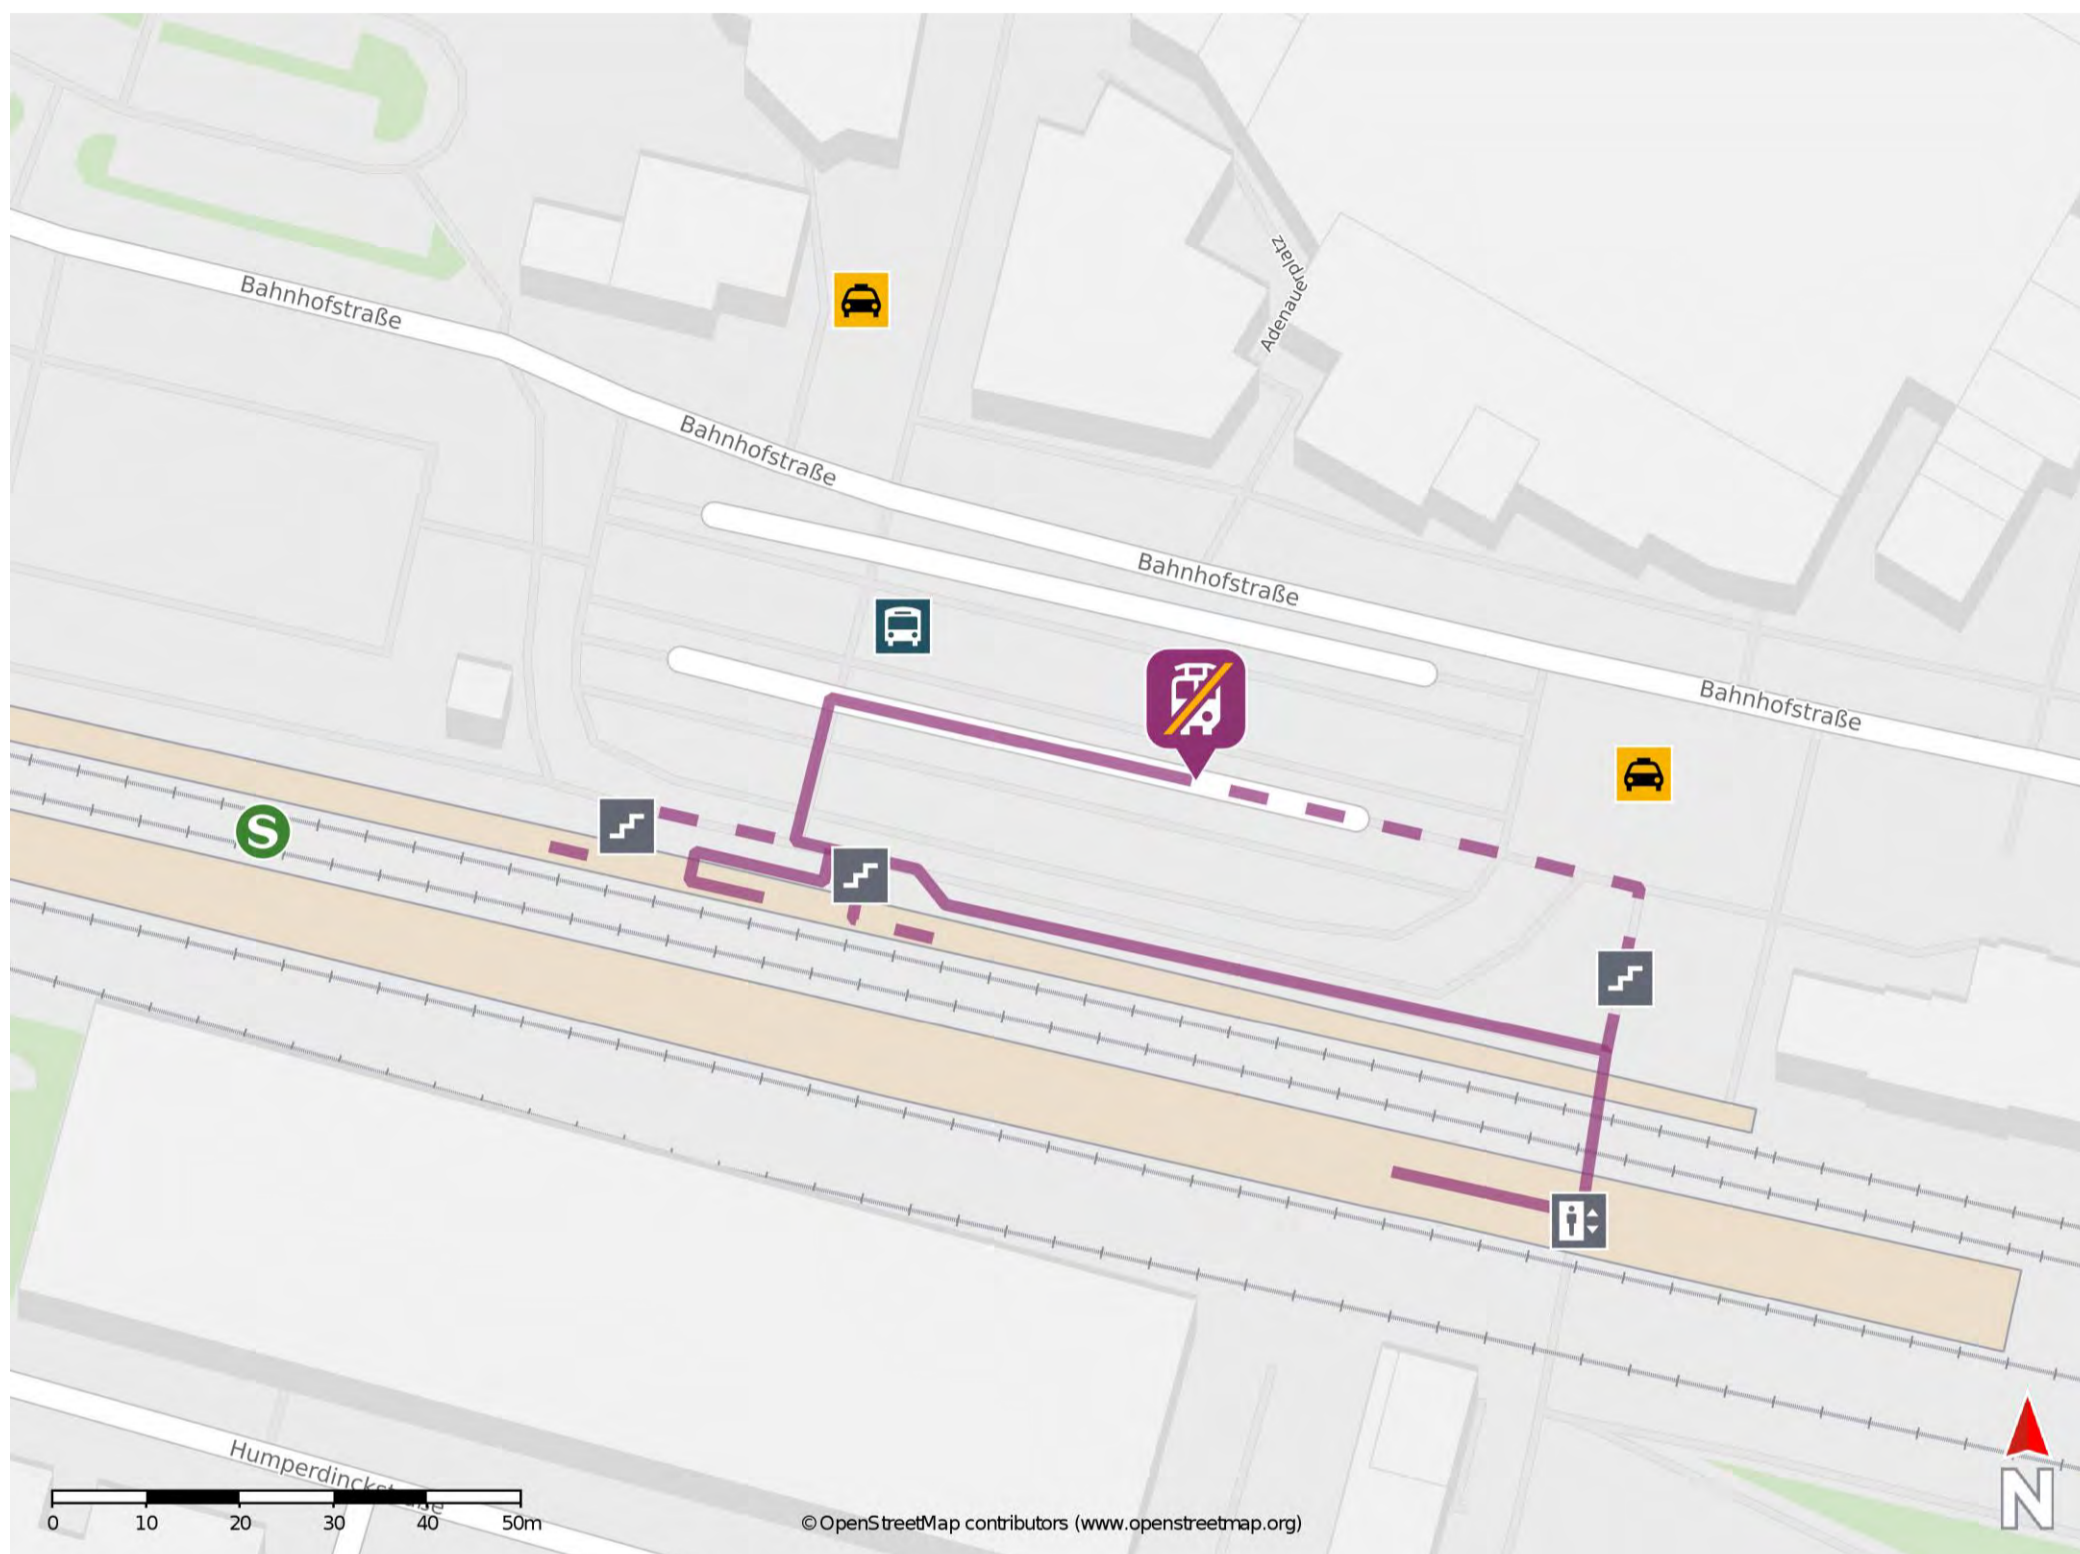 Bahnhofstraße
Adenauerplatz
Bahnhofstraße
Bahnhofstraße
Bahnhofstraße
S
Humperdinckstraße
0 10 20 30 40 50m
©OpenStreetMap contributors (www.openstreetmap.org)
N